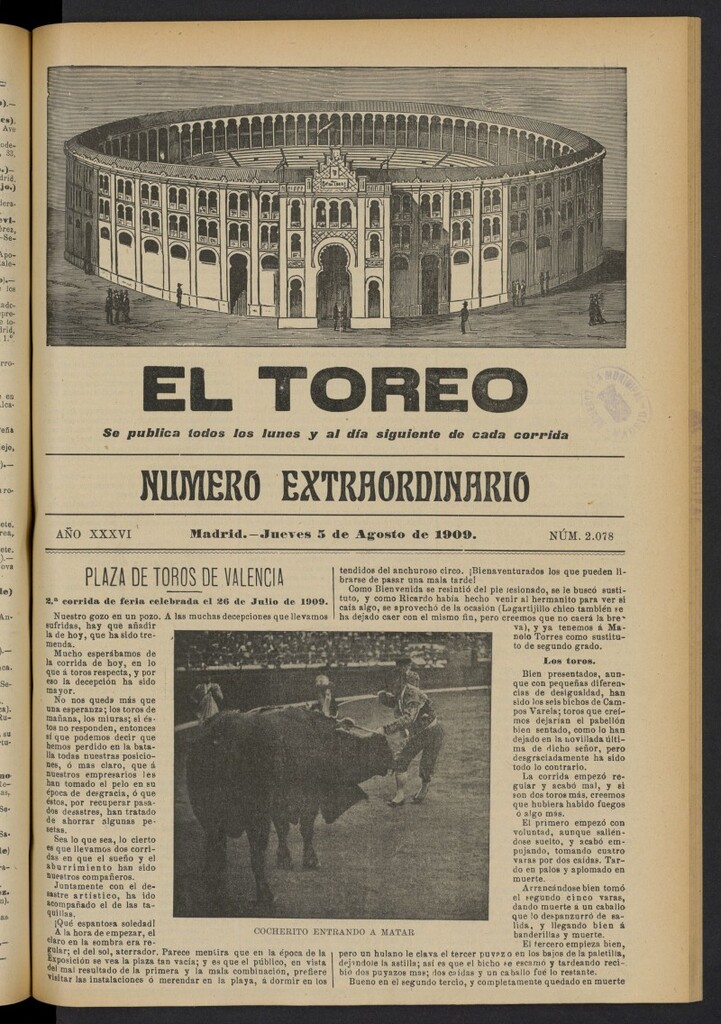 EL TOREO
Se publica todos los lunes y al día siguiente de cada corrida
NUMERO EXTRAORDINARIO
AÑO XXXVI
Madrid.—Jueves 5 de Agosto de 1909.
NÚM. 2.078
PLAZA DE TOROS DE VALENCIA
2.ª corrida de feria celebrada el 26 de Julio de 1909.
Nuestro gozo en un pozo. A las muchas decepciones que llevamos
sufridas, hay que añadir
la de hoy, que ha sido tre-
menda.
Mucho esperábamos de
la corrida de hoy, en lo
que á toros respecta, y por
eso la decepción ha sido
mayor.
No nos queda más que
una esperanza; los toros de
mañana, los miuras; si és-
tos no responden, entonces
sí que podemos decir que
hemos perdido en la bata-
lla todas nuestras posicio-
nes, ó mas claro, que á
nuestros empresarios les
han tomado el pelo en su
época de desgracia, ó que
éstos, por recuperar pasa-
dos desastres, han tratado
de ahorrar algunas pese-
setas.
Sea lo que sea, lo cierto
es que llevamos dos corri-
das en que el sueño y el
aburrimiento han sido
nuestros compañeros.
Juntamente con el de-
sastre artístico, ha ido
acompañado el de las ta-
quillas.
¡Qué espantosa soledad!
A la hora de empezar, el
claro en la sombra era re-
gular; el del sol, aterrador. Parece mentira que en la época de la
Exposición se vea la plaza tan vacía; y es que el público, en vista
del mal resultado de la primera y la mala combinación, prefiere
visitar las instalaciones ó merendar en la playa, á dormir en los
COCHERITO ENTRANDO A MATAR
tendidos del anchuroso circo. ¡Bienaventurados los que pueden li-
brarse de pasar una mala tarde!
Como Bienvenida se resintió del pie lesionado, se le buscó susti-
tuto, y como Ricardo había hecho venir al hermanito para ver si
caía algo, se aprovechó de la ocasión (Lagartijillo chico también se
ha dejado caer con el mismo fin, pero creemos que no caerá la bre-
va), y ya tenemos á Ma-
nolo Torres como sustitu-
to de segundo grado.
Los toros.
Bien presentados, aun-
que con pequeñas diferen-
cias de desigualdad, han
sido los seis bichos de Cam-
pos Varela; toros que creí-
mos dejarían el pabellón
bien sentado, como lo han
dejado en la novillada últi-
ma de dicho señor, pero
desgraciadamente ha sido
todo lo contrario.
La corrida empezó re-
gular y acabó mal, y si
son dos toros más, creemos
que hubiera habido fuegos
ó algo más.
El primero empezó con
voluntad, aunque salién-
dose suelto, y acabó em-
pujando, tomando cuatro
varas por dos caídas. Tar-
do en palos y aplomado en
muerte.
Arrancándose bien tomó
el segundo cinco varas,
dando muerte á un caballo
que lo despanzurró de sa-
lida, y llegando bien á
banderillas y muerte.
El tercero empieza bien,
pero un hulano le clava el tercer puyazo en los bajos de la paletilla,
dejándole la astilla; así es que el bicho se escamó y tardeando reci-
bió dos puyazos mas; dos caídas y un caballo fué lo restante.
Bueno en el segundo tercio, y completamente quedado en muerte